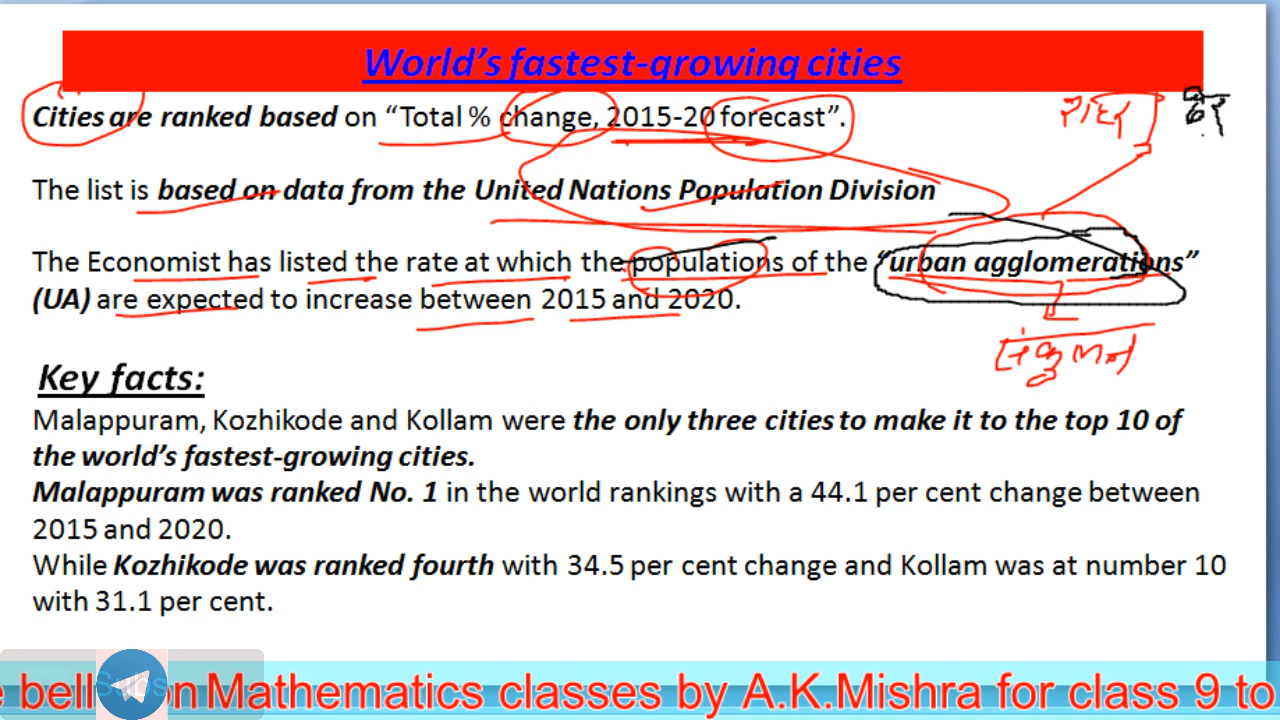 World's fastest-growing cities
Cities are ranked based on "Total % change, 2015-20 forecast".
The list is based on data from the United Nations Population Division
The Economist has listed the rate at which the populations of the "urban agglomerations"
(UA) are expected to increase between 2015 and 2020.
Key facts:
Malappuram, Kozhikode and Kollam were the only three cities to make it to the top 10 of
the world's fastest-growing cities.
Malappuram was ranked No. 1 in the world rankings with a 44.1 per cent change between
2015 and 2020.
While Kozhikode was ranked fourth with 34.5 per cent change and Kollam was at number 10
with 31.1 per cent.
bell on Mathematics classes by A.K.Mishra for class 9 to